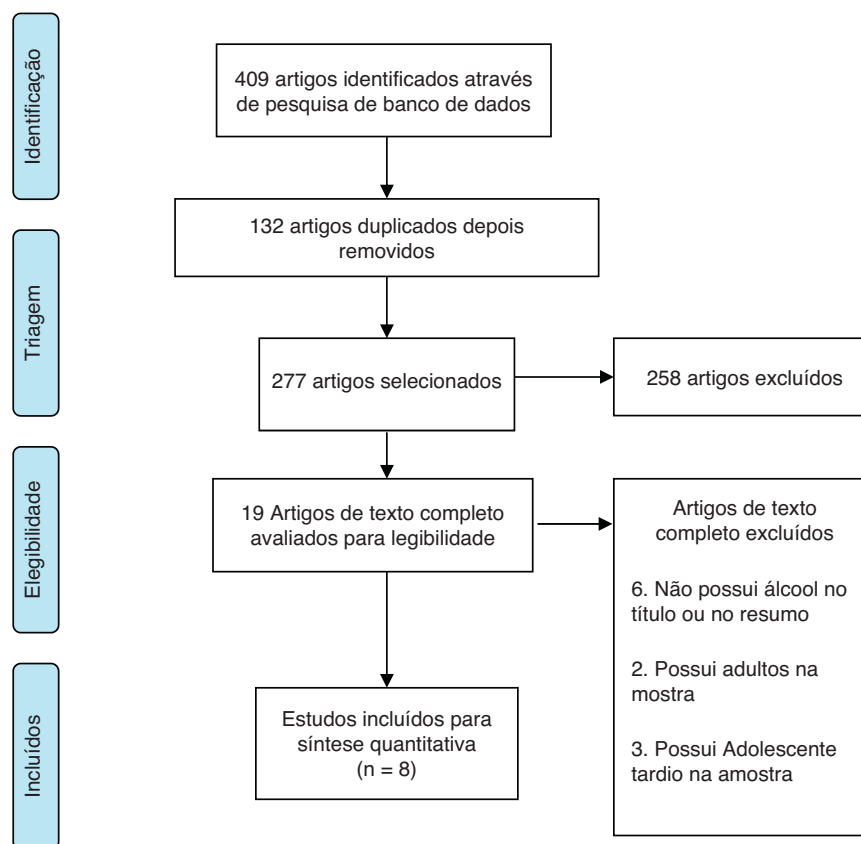 Identificação
409 artigos identificados através
de pesquisa de banco de dados
132 artigos duplicados depois
removidos
Triagem
277 artigos selecionados
258 artigos excluídos
Elegibilidade
19 Artigos de texto completo
avaliados para legibilidade
Artigos de texto
completo excluídos
6. Não possui álcool no
título ou no resumo
2. Possui adultos na
mostra
3. Possui Adolescente
tardio na amostra
Incluídos
Estudos incluídos para
síntese quantitativa
(n = 8)